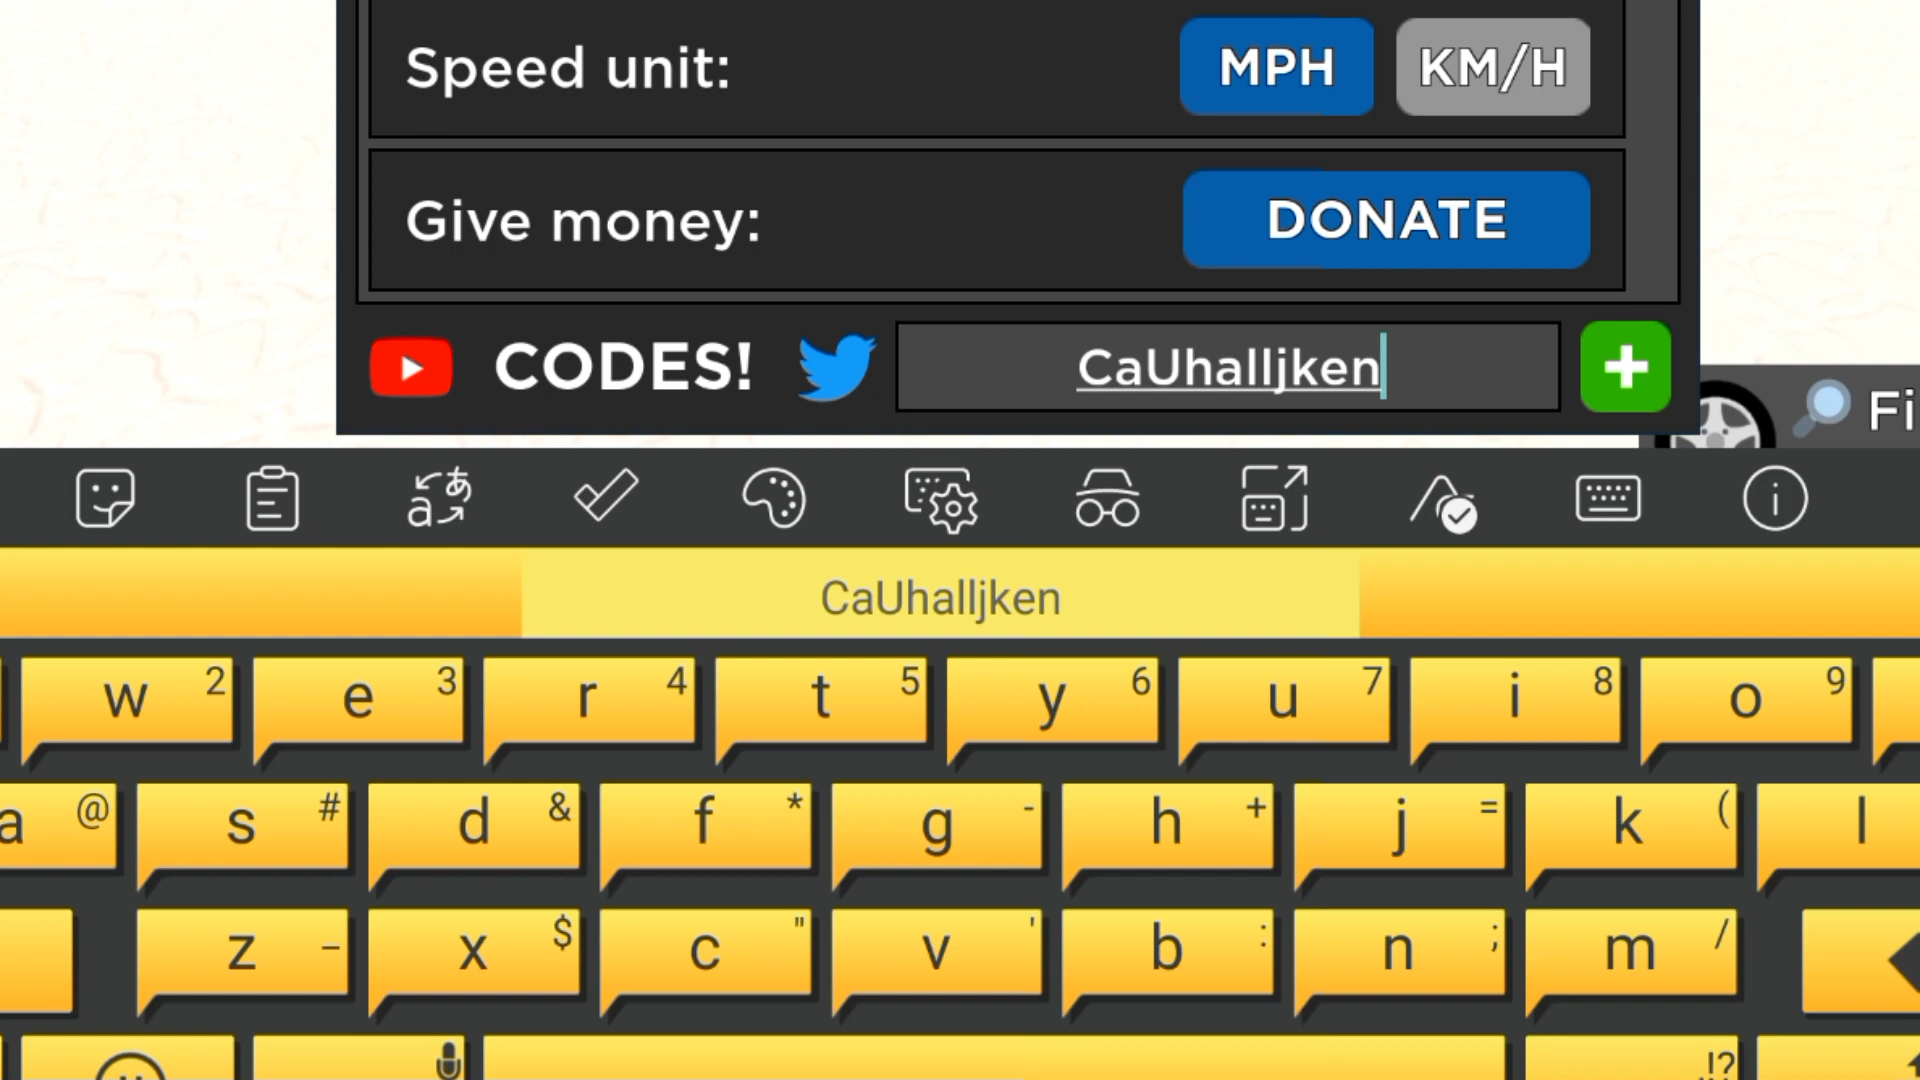 Speed unit:
MPH
KM/H
Give money:
DONATE
CODES!
CaUhalljken
Fi
CaUhalljken
w 2 e 3 r 4 t 5 y 6 u 7 i 8 o 9
a @ s # d & f * g - h + j = k ( l
z _ x $ c " v ' b : n ; m /
!?